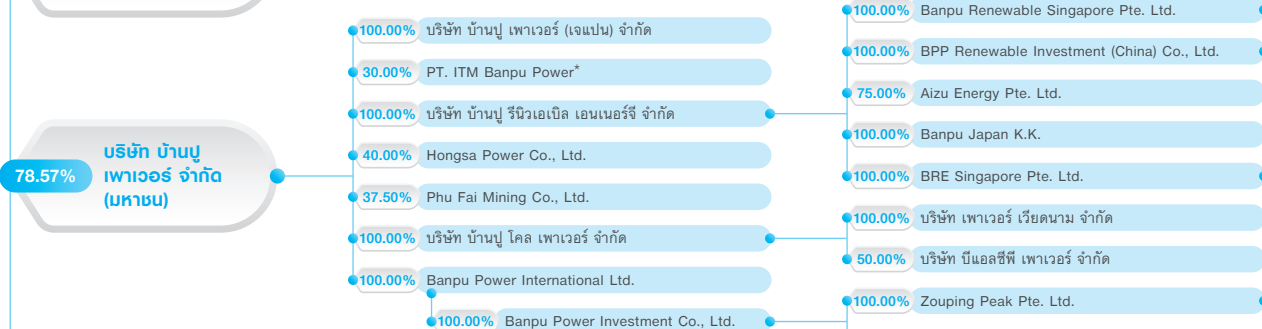 78.57%
บริษัท บ้านปู
เพาเวอร์ จำกัด
(มหาชน)
100.00% บริษัท บ้านปู เพาเวอร์ (เจแปน) จำกัด
30.00% PT. ITM Banpu Power*
100.00% บริษัท บ้านปู รีนิวเอเบิล เอนเนอร์จี จำกัด
40.00% Hongsa Power Co., Ltd.
37.50% Phu Fai Mining Co., Ltd.
100.00% บริษัท บ้านปู โคล เพาเวอร์ จำกัด
100.00% Banpu Power International Ltd.
100.00% Banpu Power Investment Co., Ltd.
100.00% Banpu Renewable Singapore Pte. Ltd.
100.00% BPP Renewable Investment (China) Co., Ltd.
75.00% Aizu Energy Pte. Ltd.
100.00% Banpu Japan K.K.
100.00% BRE Singapore Pte. Ltd.
100.00% บริษัท เพาเวอร์ เวียดนาม จำกัด
50.00% บริษัท บีแอลซีพี เพาเวอร์ จำกัด
100.00% Zouping Peak Pte. Ltd.